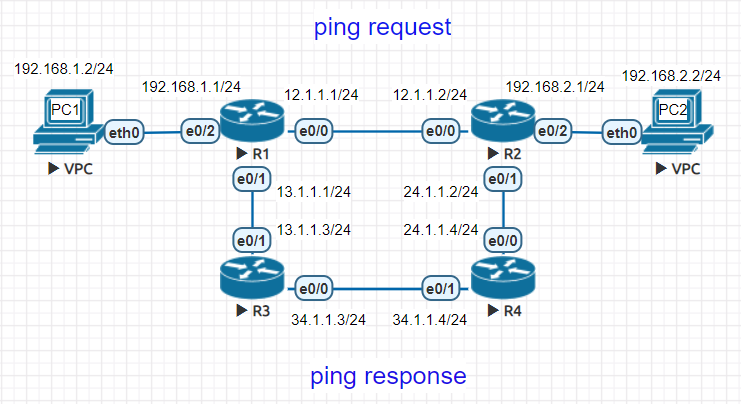 ping request
192.168.1.2/24
192.168.1.1/24
12.1.1.1/24
12.1.1.2/24
192.168.2.1/24
192.168.2.2/24
PC1
eth0
e0/2
e0/0
e0/0
e0/2
eth0
PC2
VPC
R1
R2
VPC
e0/1
13.1.1.1/24
24.1.1.2/24
e0/1
e0/1
13.1.1.3/24
24.1.1.4/24
e0/0
e0/0
e0/1
R3
34.1.1.3/24
34.1.1.4/24
R4
ping response